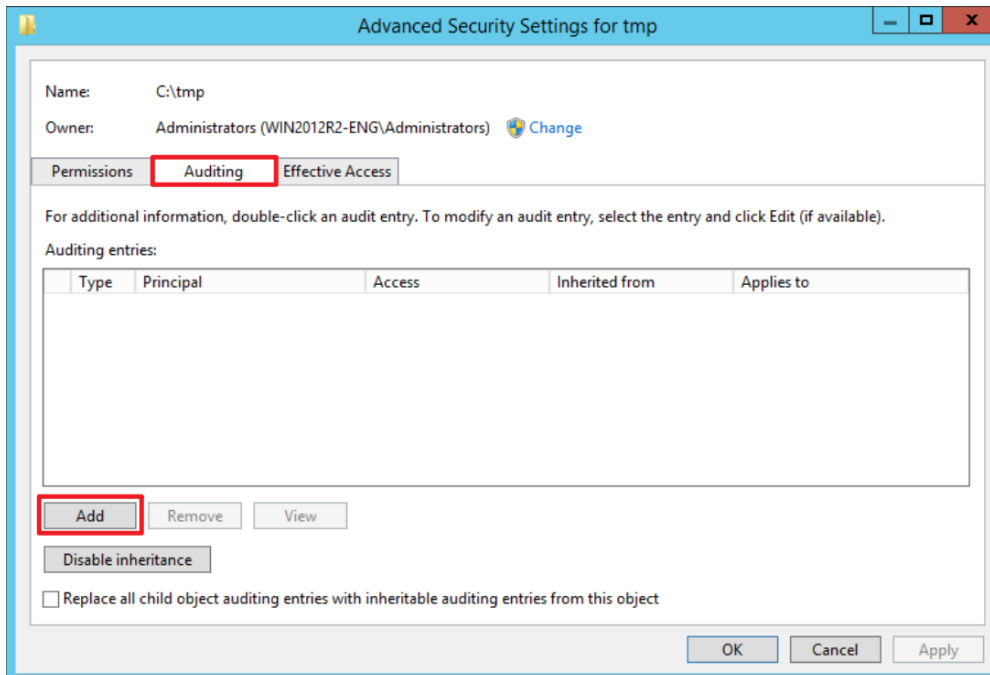 Advanced Security Settings for tmp
Name: C:\tmp
Owner: Administrators (WIN2012R2-ENG\Administrators) Change
Permissions Auditing Effective Access
For additional information, double-click an audit entry. To modify an audit entry, select the entry and click Edit (if available).
Auditing entries:
Type Principal Access Inherited from Applies to
Add Remove View
Disable inheritance
Replace all child object auditing entries with inheritable auditing entries from this object
OK Cancel Apply